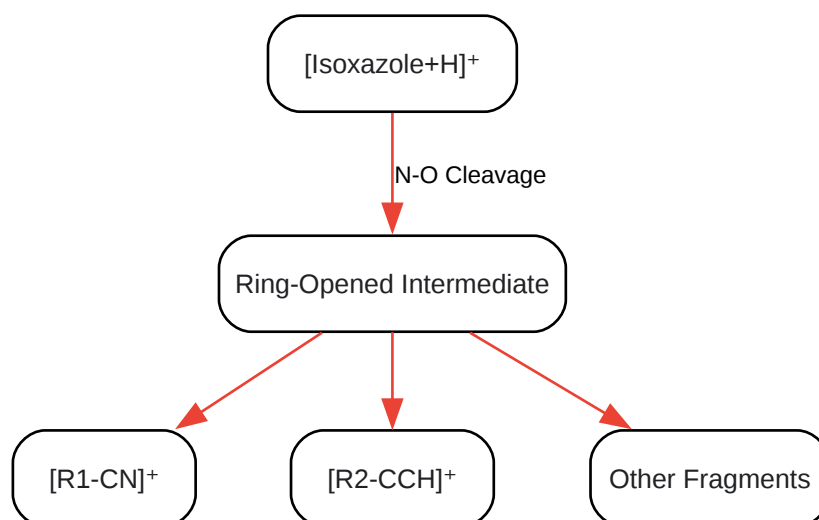 [Isoxazole+H]⁺
N-O Cleavage
Ring-Opened Intermediate
[R1-CN]⁺
[R2-CCH]⁺
Other Fragments